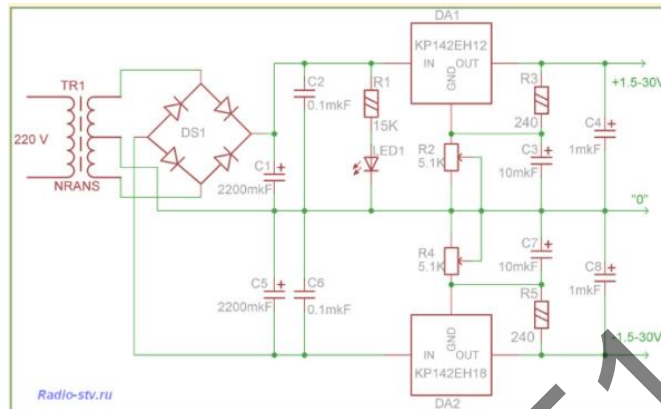 DA1
KP142EH12
IN
GND
OUT
TR1
220 V
NRANS
DS1
C2
0.1mkF
R1
15K
LED1
R3
240
+1.5-30V
C4
1mkF
C1
2200mkF
R2
5.1K
C3
10mkF
"0"
R4
5.1K
C7
10mkF
C5
2200mkF
C6
0.1mkF
C8
1mkF
R5
240
-1.5-30V
IN
GND
OUT
KP142EH18
DA2
Radio-stv.ru